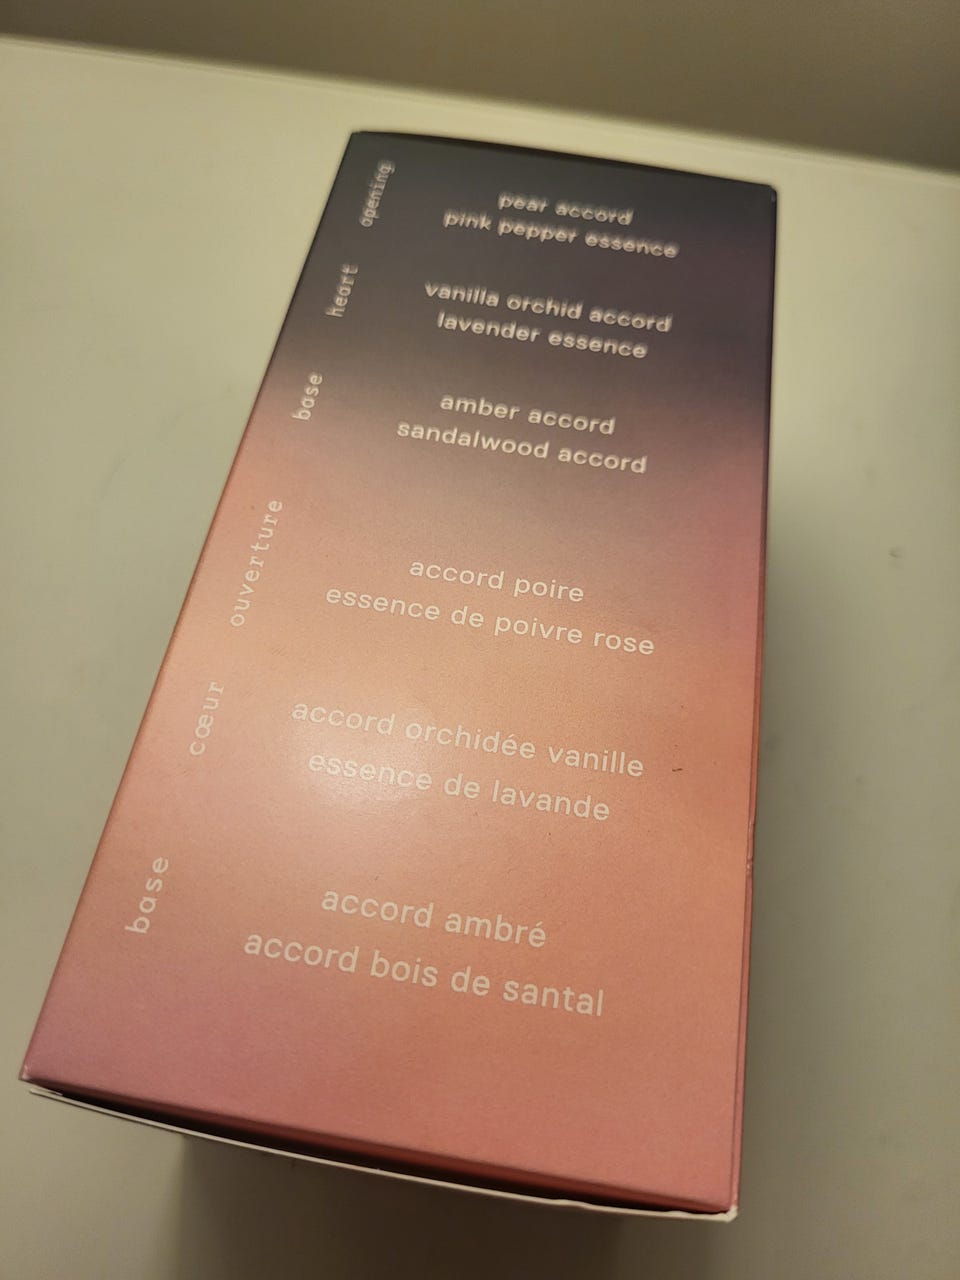 opening
pear accord
pink pepper essence
heart
vanilla orchid accord
lavender essence
base
amber accord
sandalwood accord
ouverture
accord poire
essence de poivre rose
cœur
accord orchidée vanille
essence de lavande
base
accord ambré
accord bois de santal